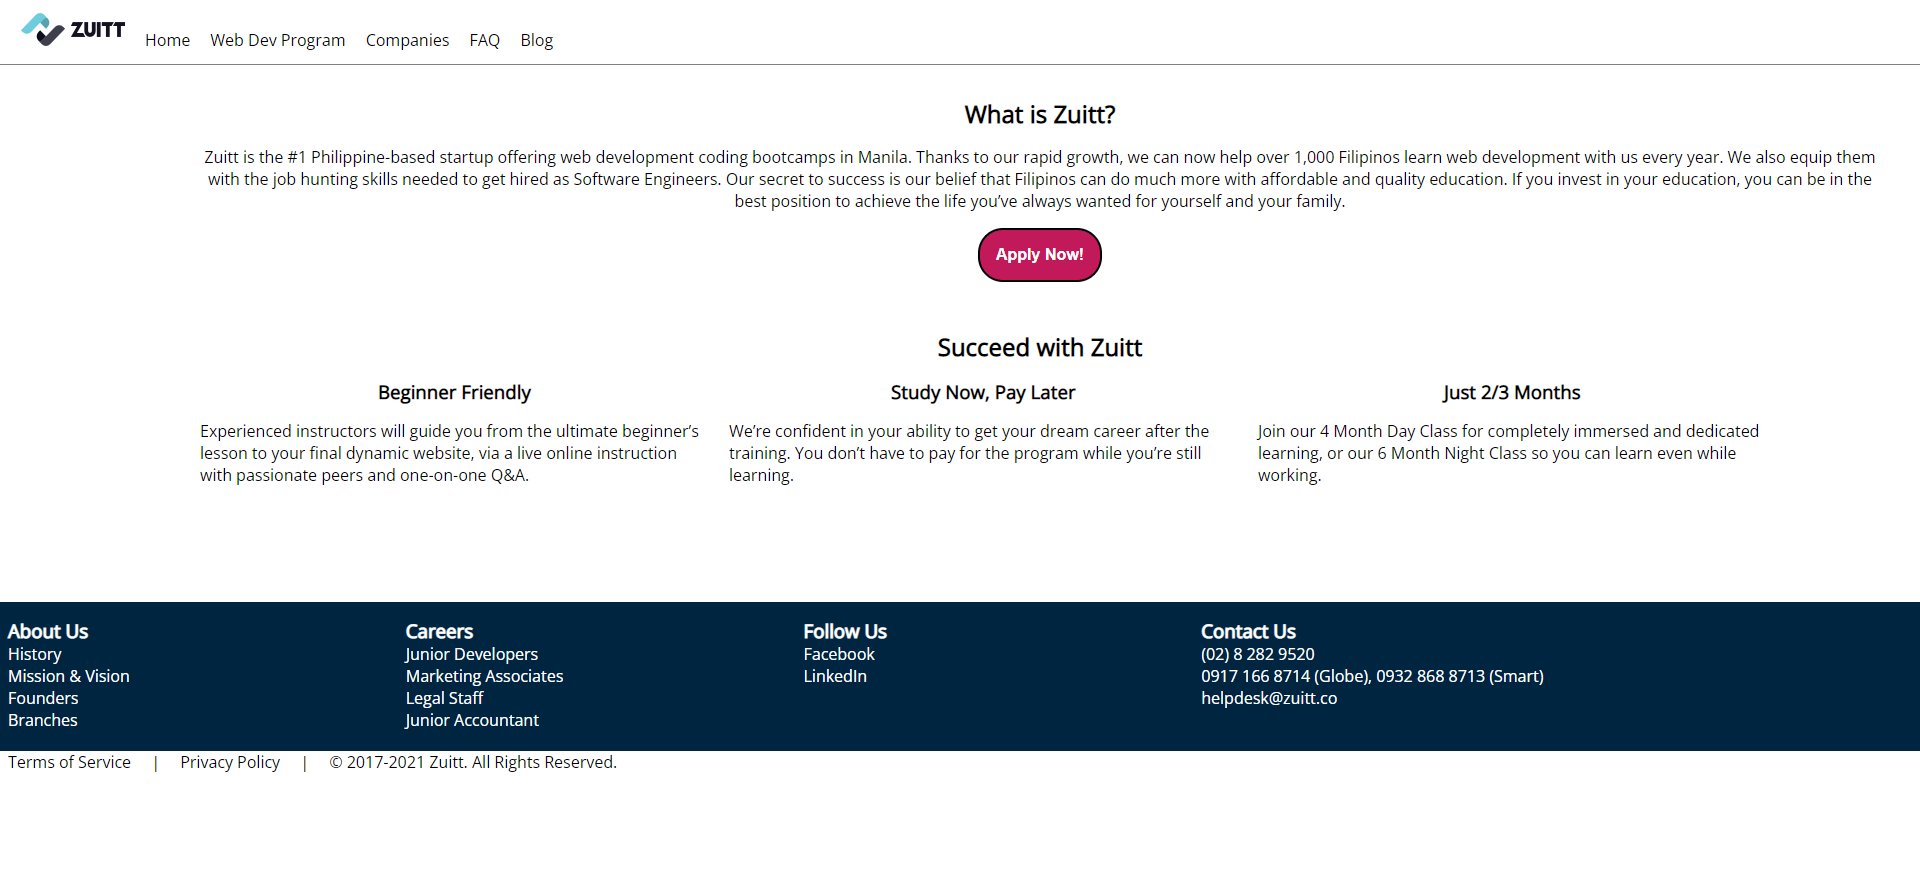 ZUITT Home Web Dev Program Companies FAQ Blog
What is Zuitt?
Zuitt is the #1 Philippine-based startup offering web development coding bootcamps in Manila. Thanks to our rapid growth, we can now help over 1,000 Filipinos learn web development with us every year. We also equip them
with the job hunting skills needed to get hired as Software Engineers. Our secret to success is our belief that Filipinos can do much more with affordable and quality education. If you invest in your education, you can be in the
best position to achieve the life you’ve always wanted for yourself and your family.
Apply Now!
Succeed with Zuitt
Beginner Friendly
Experienced instructors will guide you from the ultimate beginner’s
lesson to your final dynamic website, via a live online instruction
with passionate peers and one-on-one Q&A.
Study Now, Pay Later
We’re confident in your ability to get your dream career after the
training. You don’t have to pay for the program while you’re still
learning.
Just 2/3 Months
Join our 4 Month Day Class for completely immersed and dedicated
learning, or our 6 Month Night Class so you can learn even while
working.
About Us
History
Mission & Vision
Founders
Branches
Careers
Junior Developers
Marketing Associates
Legal Staff
Junior Accountant
Follow Us
Facebook
LinkedIn
Contact Us
(02) 8 282 9520
0917 166 8714 (Globe), 0932 868 8713 (Smart)
helpdesk@zuitt.co
Terms of Service | Privacy Policy | © 2017-2021 Zuitt. All Rights Reserved.